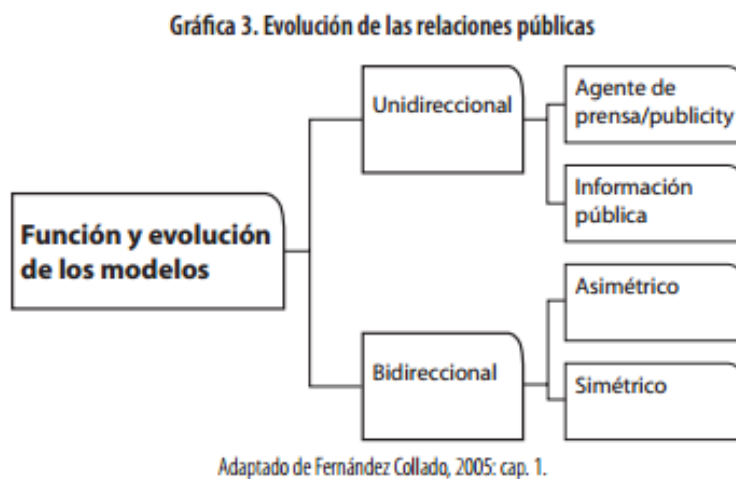 Gráfica 3. Evolución de las relaciones públicas
Función y evolución
de los modelos
Unidireccional
Agente de
prensa/publicity
Información
pública
Bidireccional
Asimétrico
Simétrico
Adaptado de Fernández Collado, 2005: cap. 1.